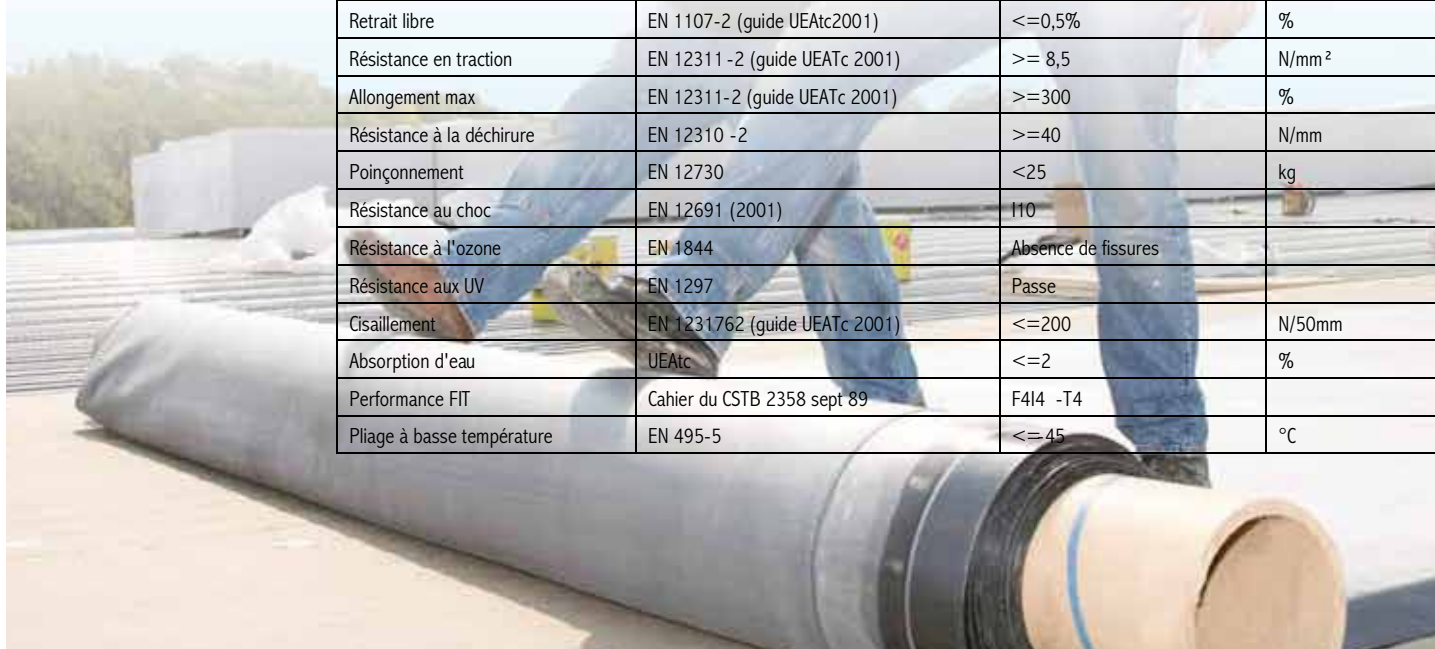 Retrait libre EN 1107-2 (guide UEAtc2001) <=0,5% %
Résistance en traction EN 12311 -2 (guide UEATc 2001) >= 8,5 N/mm²
Allongement max EN 12311-2 (guide UEATc 2001) >=300 %
Résistance à la déchirure EN 12310 -2 >=40 N/mm
Poinçonnement EN 12730 <25 kg
Résistance au choc EN 12691 (2001) I10
Résistance à l'ozone EN 1844 Absence de fissures
Résistance aux UV EN 1297 Passe
Cisaillement EN 1231762 (guide UEATc 2001) <=200 N/50mm
Absorption d'eau UEAtc <=2 %
Performance FIT Cahier du CSTB 2358 sept 89 F4I4 -T4
Pliage à basse température EN 495-5 <=45 °C